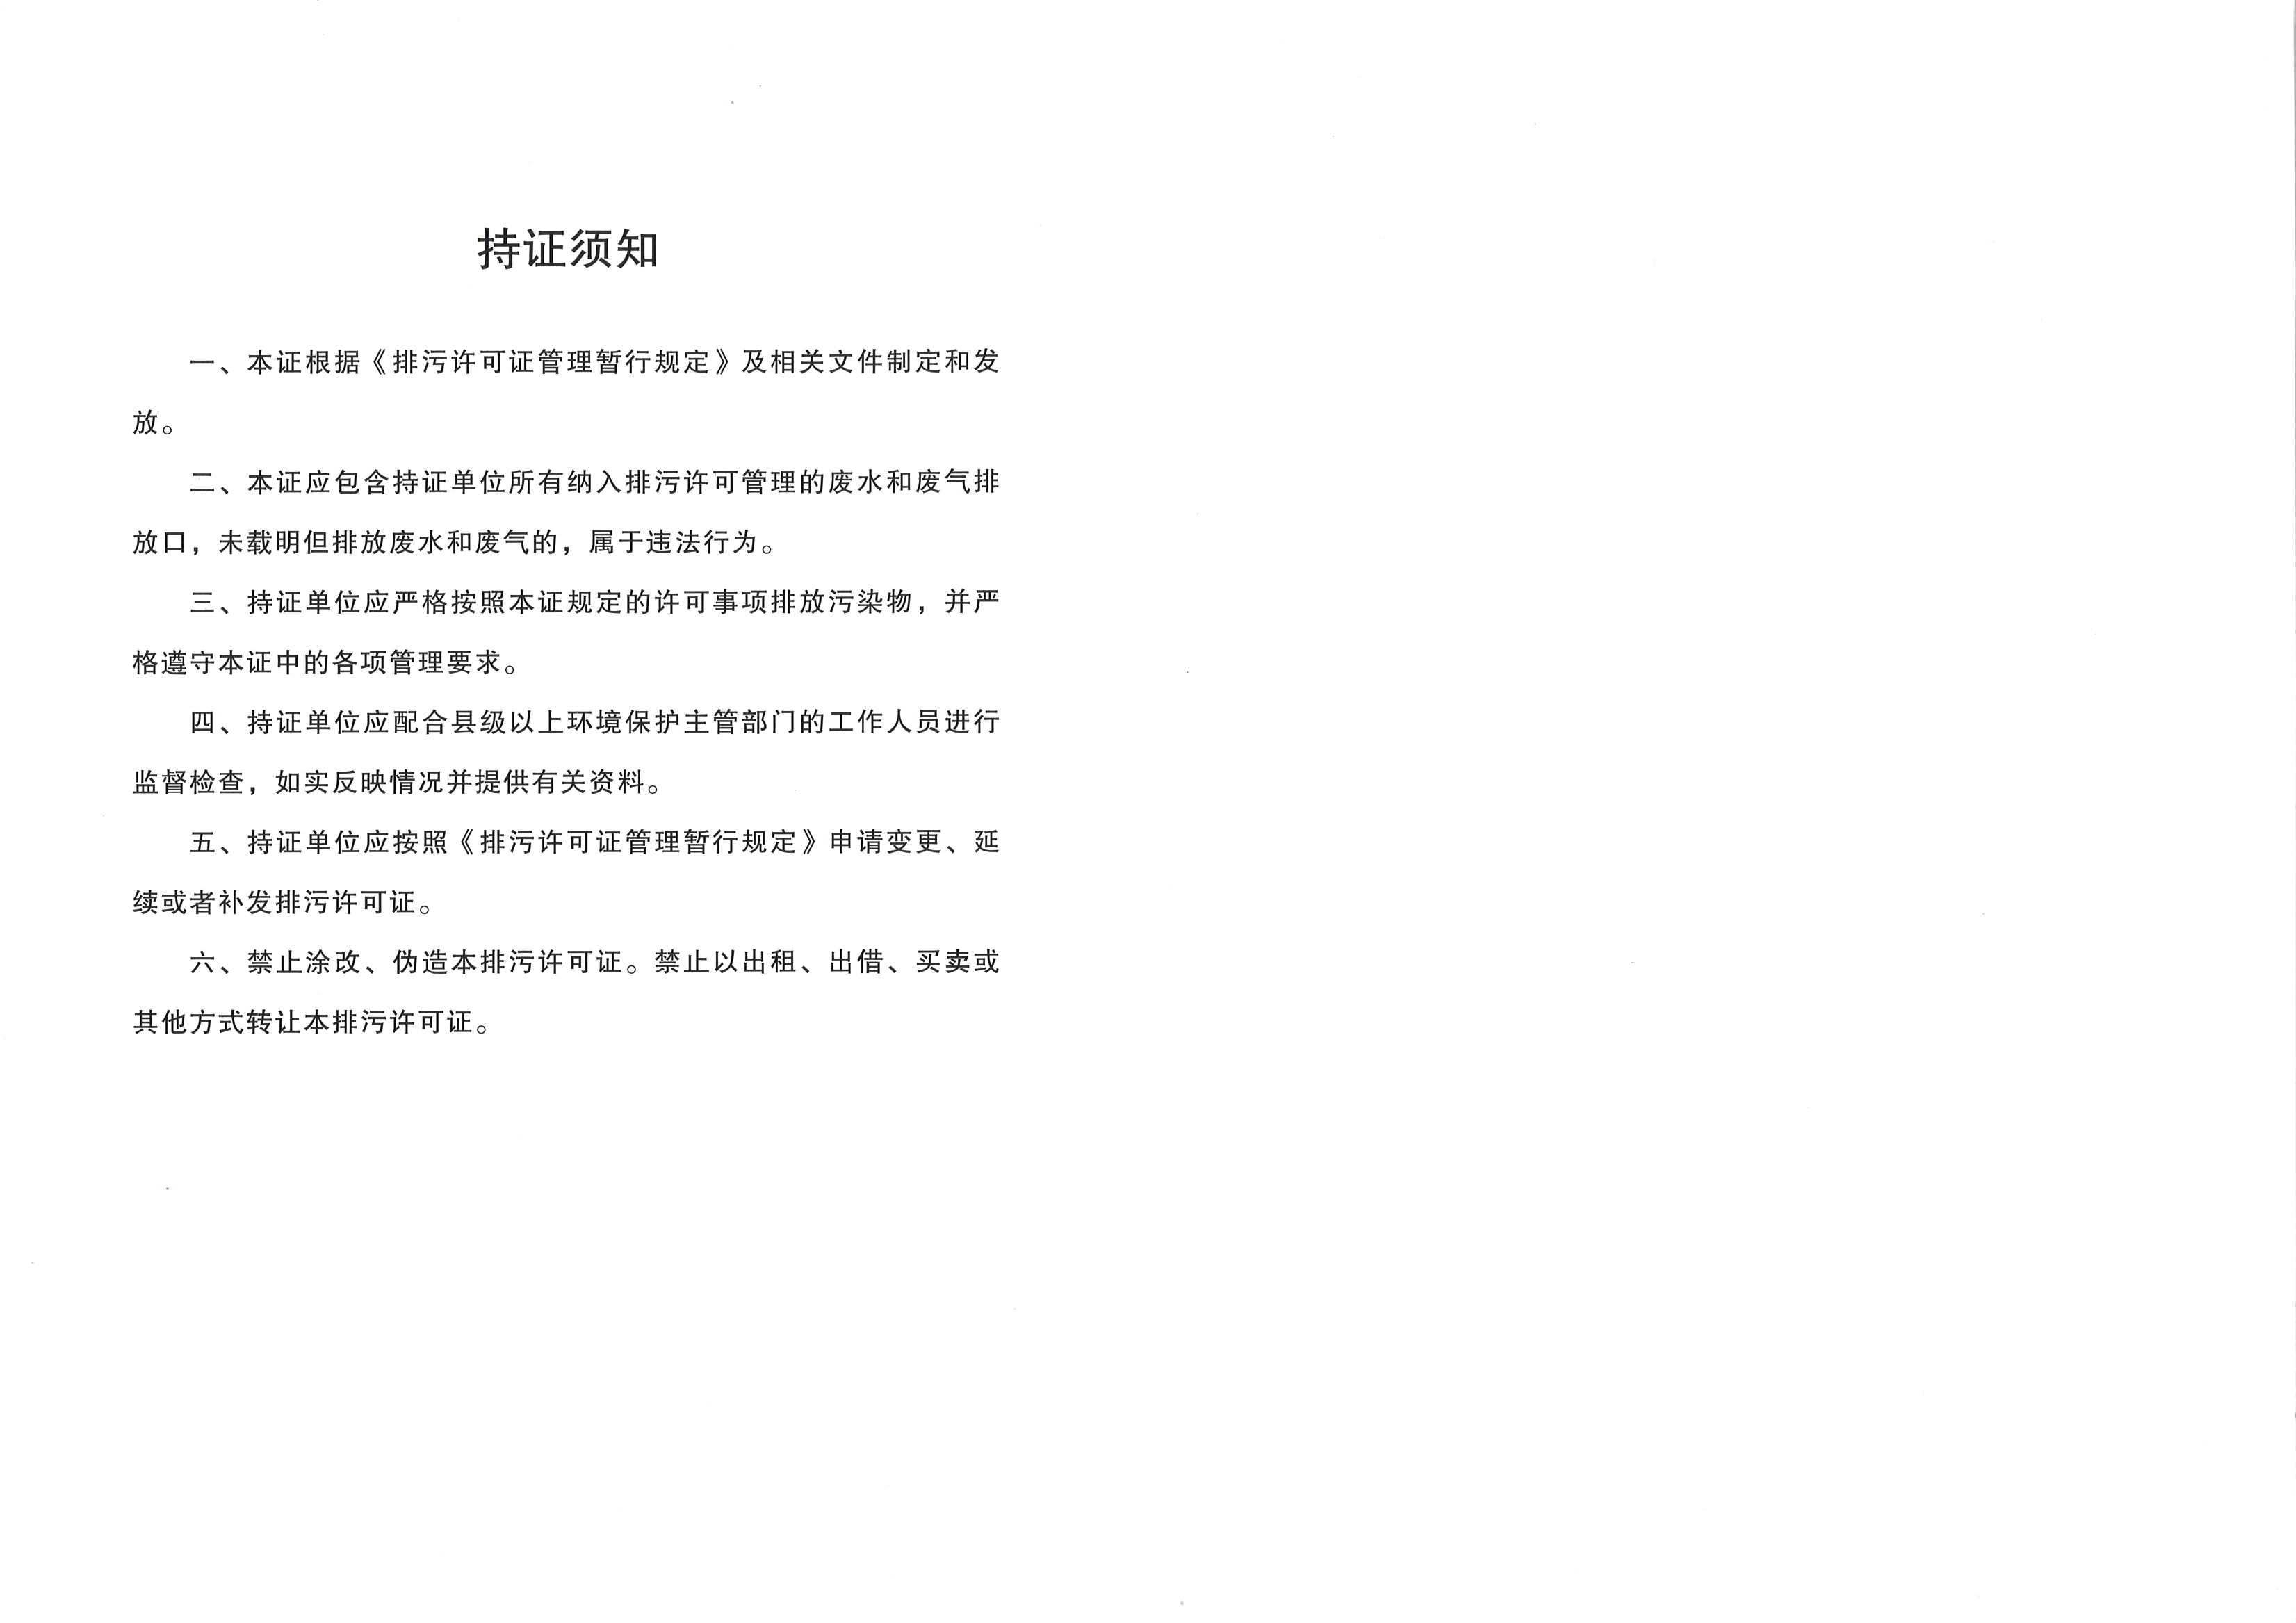 持证须知
一、本证根据《排污许可证管理暂行规定》及相关文件制定和发
放。
二、本证应包含持证单位所有纳入排污许可管理的废水和废气排
放口，未载明但排放废水和废气的，属于违法行为。
三、持证单位应严格按照本证规定的许可事项排放污染物，并严
格遵守本证中的各项管理要求。
四、持证单位应配合县级以上环境保护主管部门的工作人员进行
监督检查，如实反映情况并提供有关资料。
五、持证单位应按照《排污许可证管理暂行规定》申请变更、延
续或者补发排污许可证。
六、禁止涂改、伪造本排污许可证。禁止以出租、出借、买卖或
其他方式转让本排污许可证。